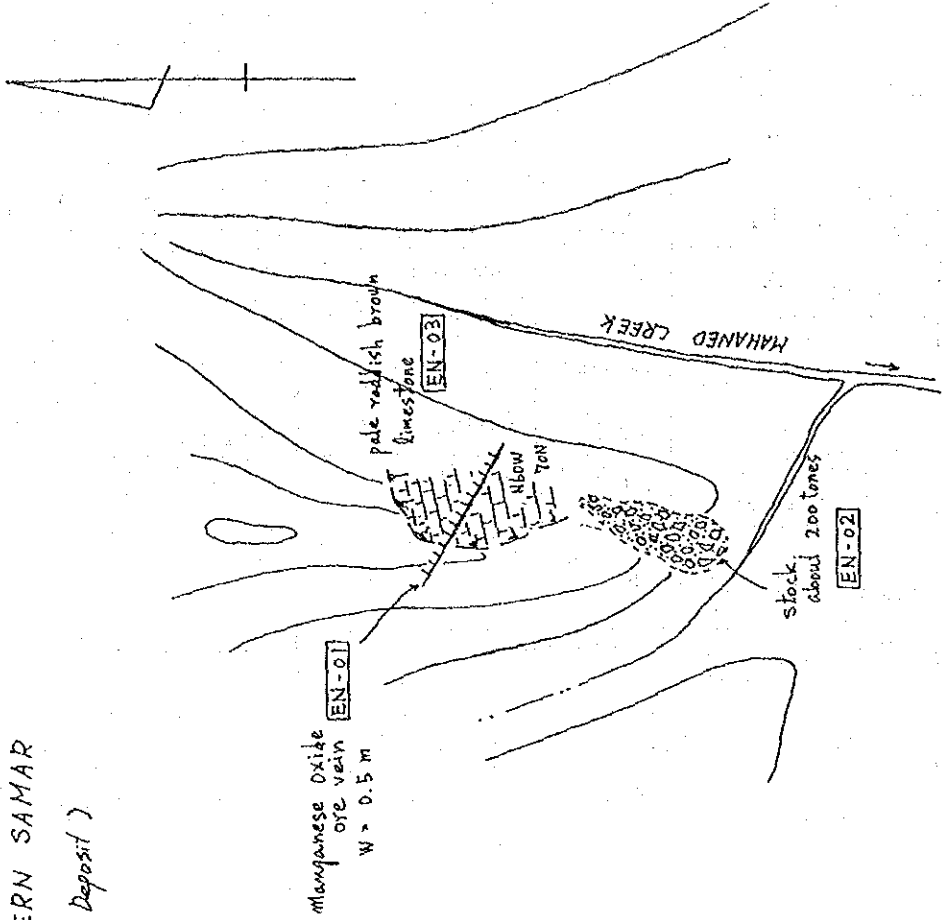 ERN SAMAR
Deposit )
Manganese Oxide
ore vein
W = 0.5 m
EN-01
pale reddish brown
limestone
EN-03
N60W
70N
MAHANED CREEK
stock.
about 200 tones
EN-02